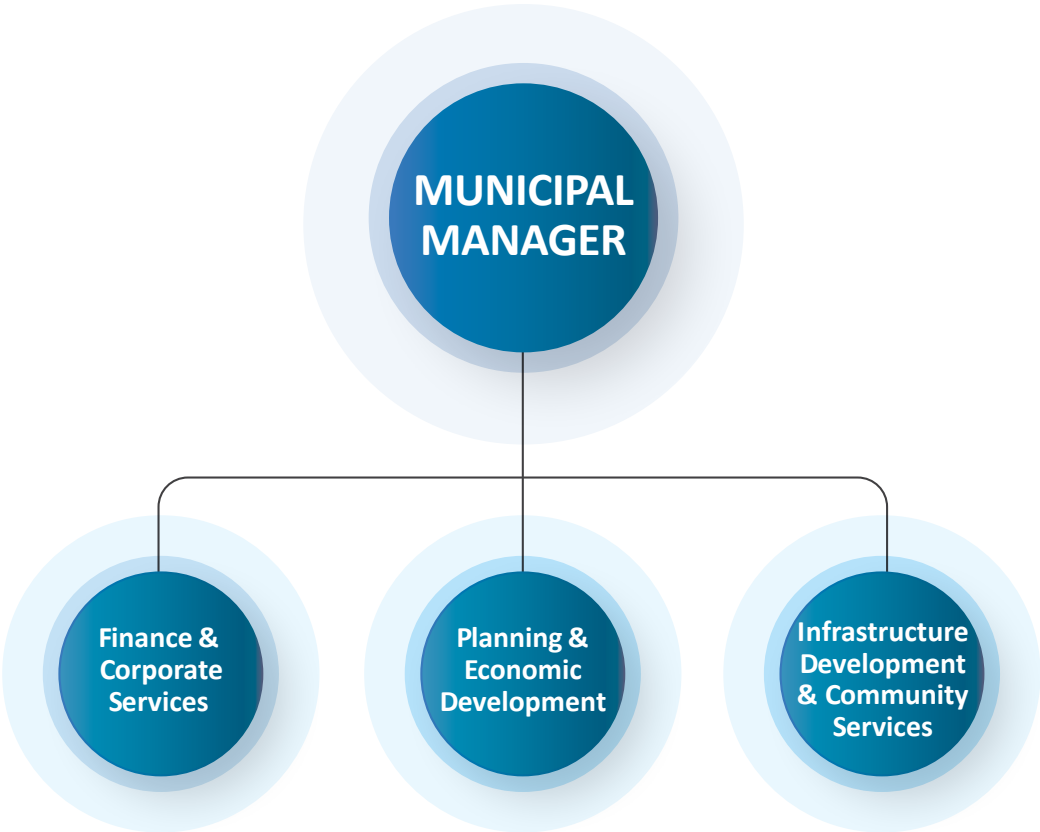 MUNICIPAL
MANAGER
Finance &
Corporate
Services
Planning &
Economic
Development
Infrastructure
Development
& Community
Services